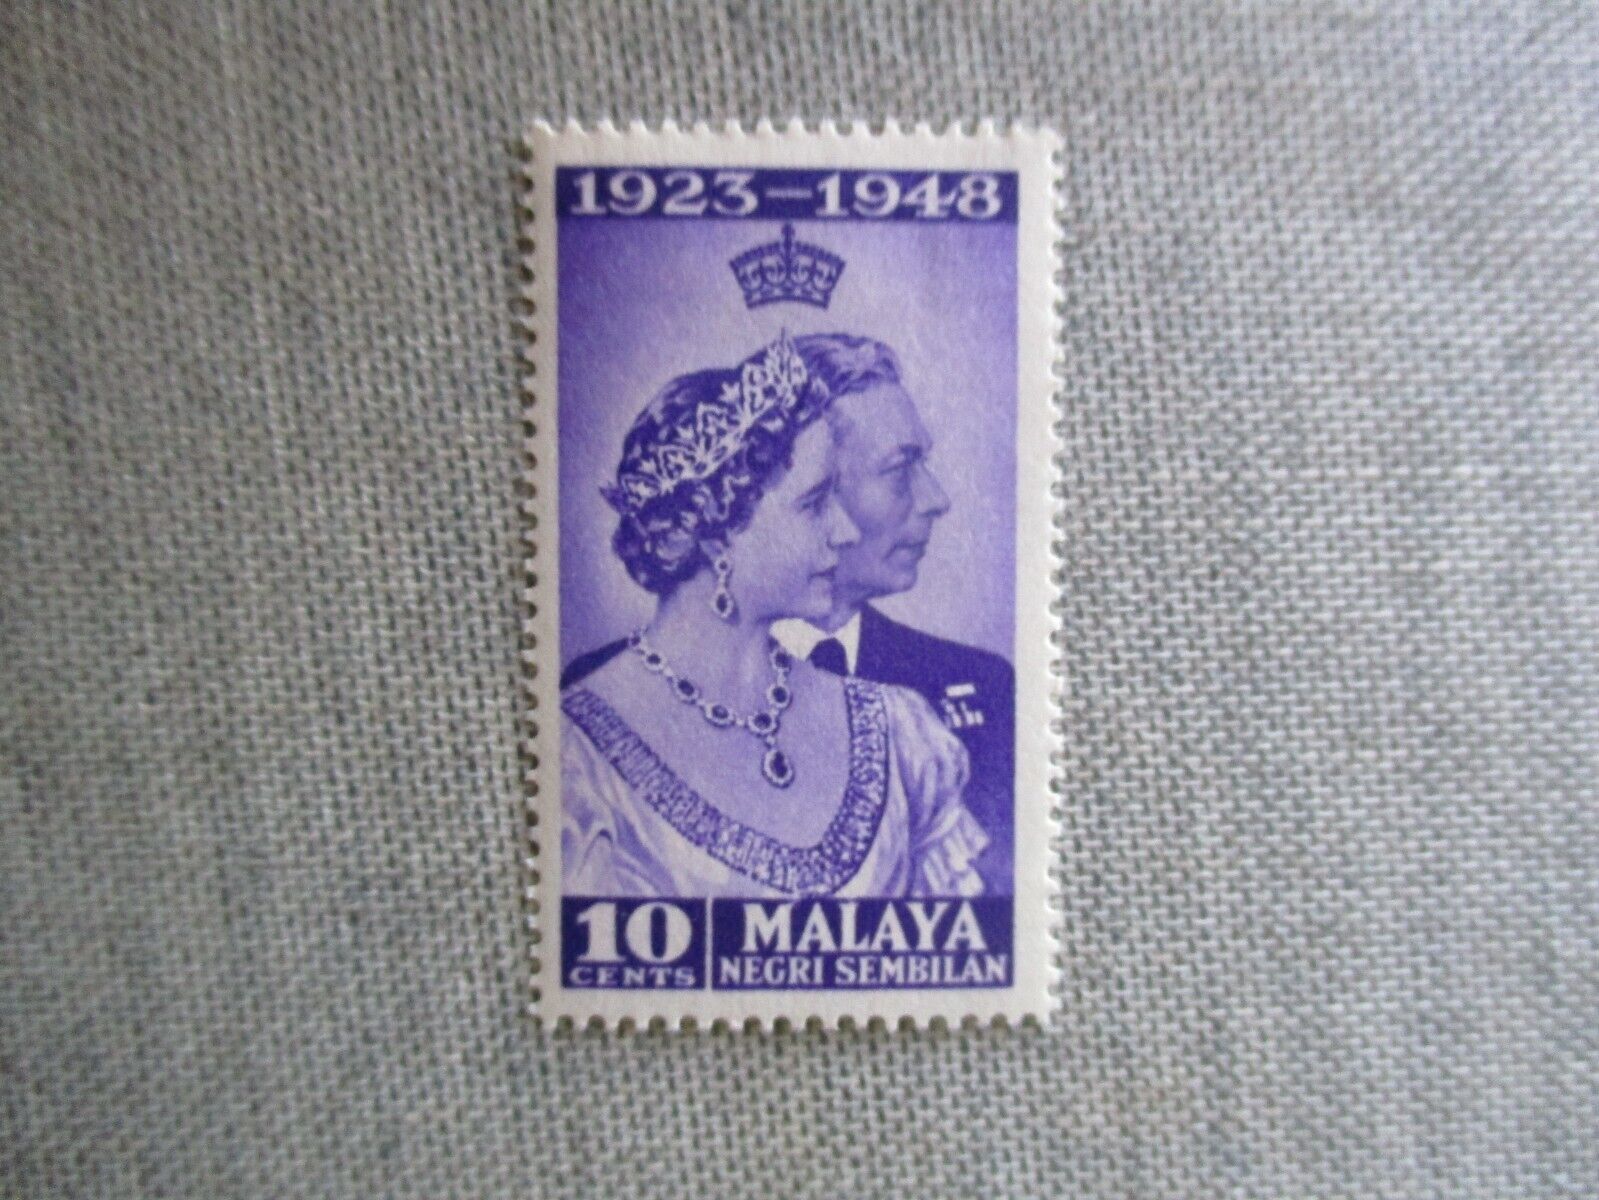 1923-1948
10 MALAYA
CENTS NEGRI SEMBILAN